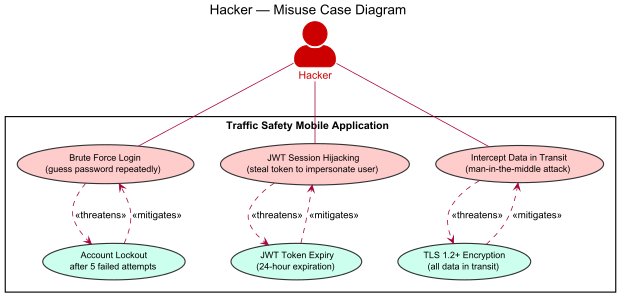 Hacker — Misuse Case Diagram
Hacker
Traffic Safety Mobile Application
Brute Force Login
(guess password repeatedly)
JWT Session Hijacking
(steal token to impersonate user)
Intercept Data in Transit
(man-in-the-middle attack)
«threatens»
«mitigates»
«threatens»
«mitigates»
«threatens»
«mitigates»
Account Lockout
after 5 failed attempts
JWT Token Expiry
(24-hour expiration)
TLS 1.2+ Encryption
(all data in transit)